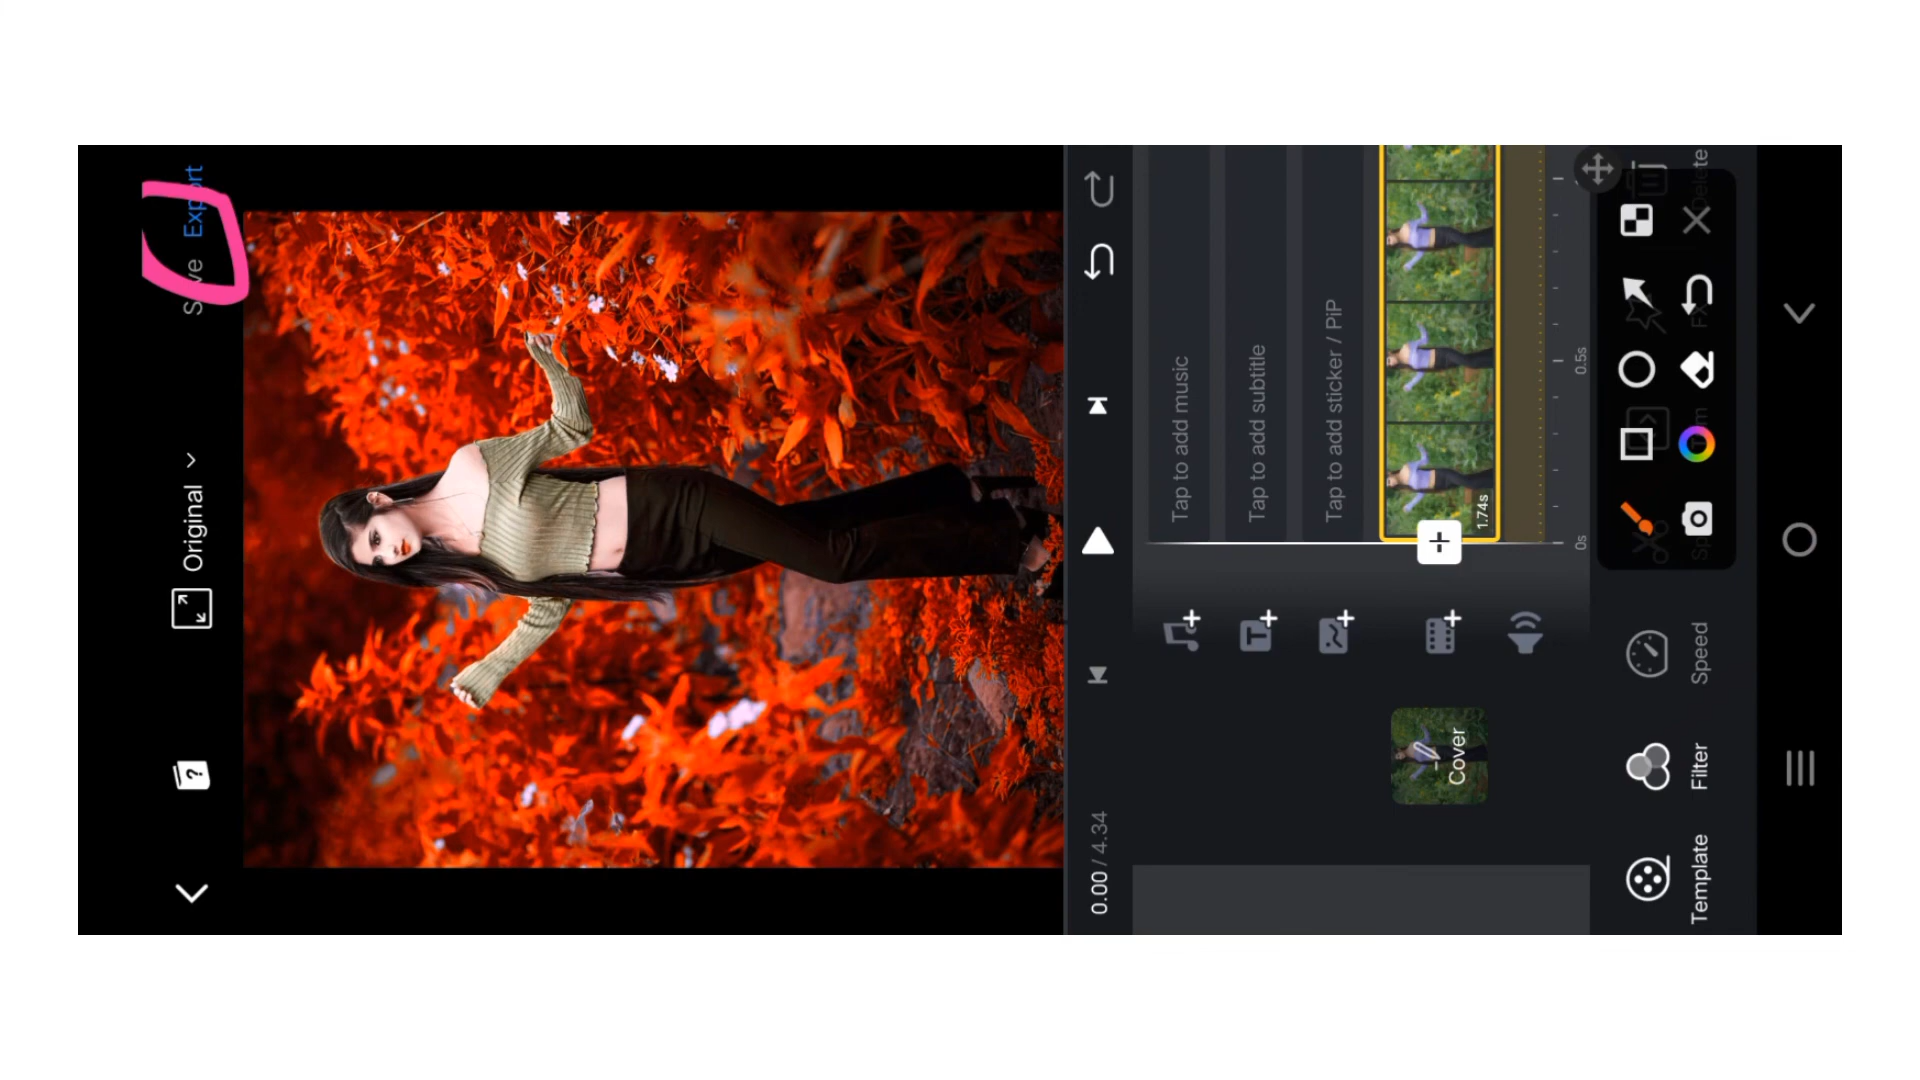 Original
Save Export
0.00 / 4.34
Tap to add music
Tap to add subtitle
Tap to add sticker / PiP
Cover
1.74s
0s
0.5s
Template
Filter
Speed
Delete